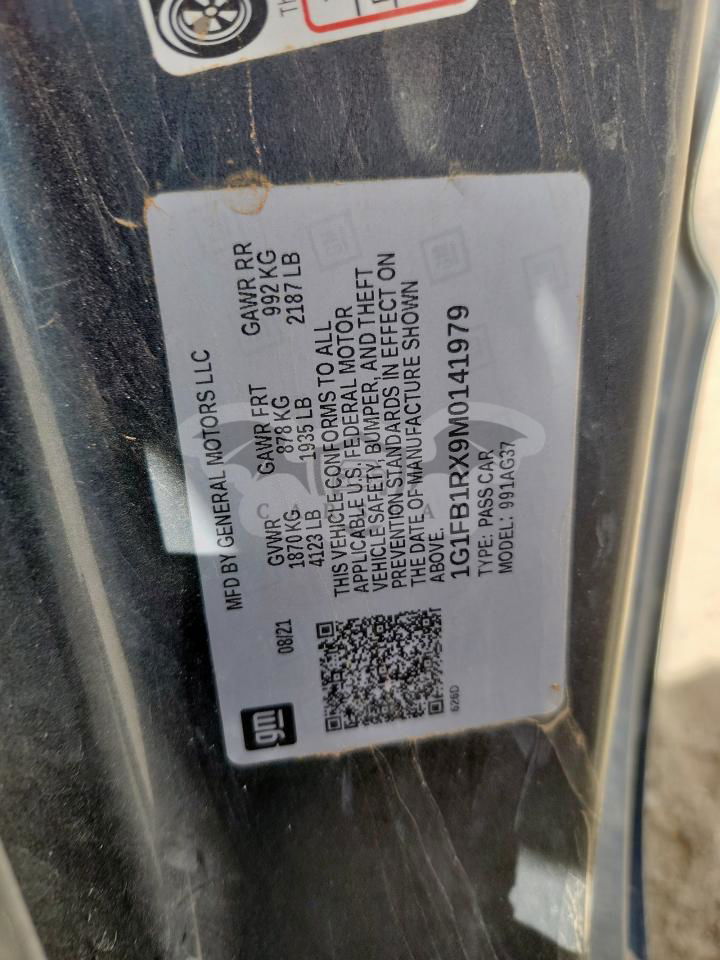 TH
gm
MFD BY GENERAL MOTORS LLC
08/21
GVWR GAWR FRT GAWR RR
1870 KG 878 KG 992 KG
4123 LB 1935 LB 2187 LB
THIS VEHICLE CONFORMS TO ALL
APPLICABLE U.S. FEDERAL MOTOR
VEHICLE SAFETY, BUMPER, AND THEFT
PREVENTION STANDARDS IN EFFECT ON
THE DATE OF MANUFACTURE SHOWN
ABOVE.
1G1FB1RX9M0141979
TYPE: PASS CAR
MODEL: 991AG37
626D